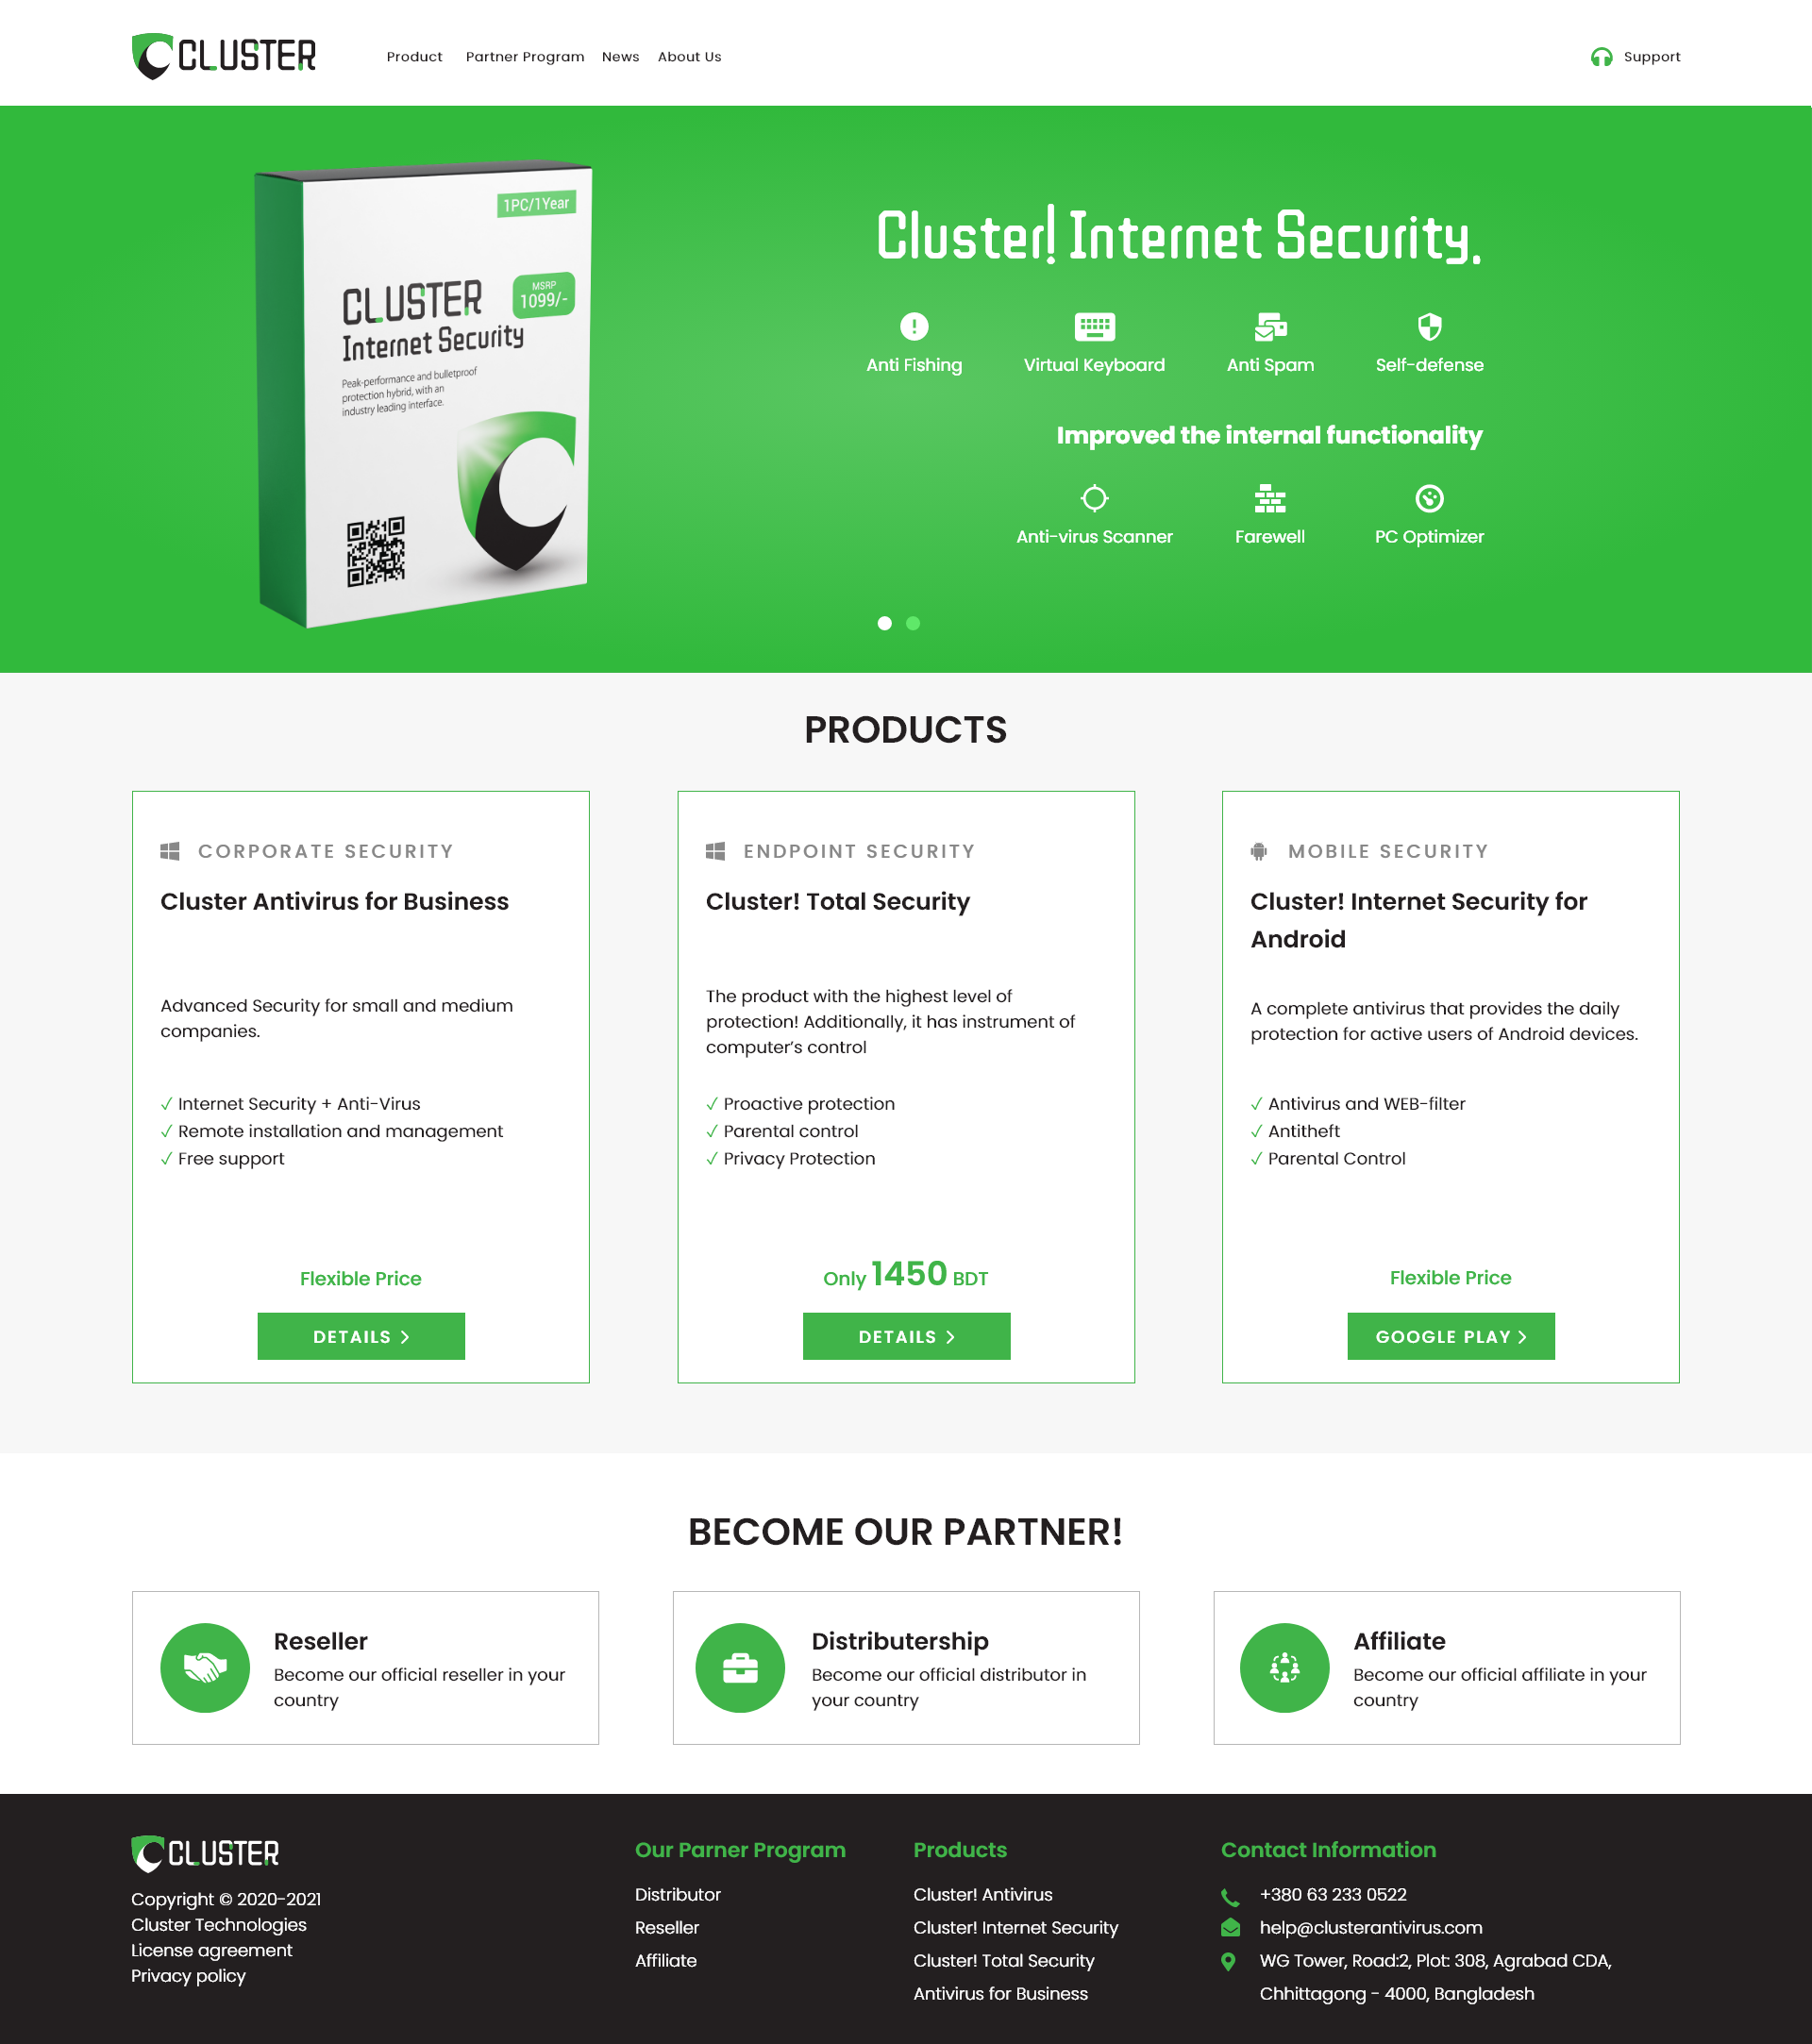 CLUSTER
Product
Partner Program
News
About Us
Support
1PC/1Year
CLUSTER
MSRP
1099/-
Internet Security
Peak-performance and bulletproof
protection hybrid, with an
industry leading interface.
Cluster! Internet Security.
Anti Fishing
Virtual Keyboard
Anti Spam
Self-defense
Improved the internal functionality
Anti-virus Scanner
Farewell
PC Optimizer
PRODUCTS
CORPORATE SECURITY
Cluster Antivirus for Business
Advanced Security for small and medium
companies.
Internet Security + Anti-Virus
Remote installation and management
Free support
Flexible Price
DETAILS
ENDPOINT SECURITY
Cluster! Total Security
The product with the highest level of
protection! Additionally, it has instrument of
computer’s control
Proactive protection
Parental control
Privacy Protection
Only 1450 BDT
DETAILS
MOBILE SECURITY
Cluster! Internet Security for
Android
A complete antivirus that provides the daily
protection for active users of Android devices.
Antivirus and WEB-filter
Antitheft
Parental Control
Flexible Price
GOOGLE PLAY
BECOME OUR PARTNER!
Reseller
Become our official reseller in your
country
Distributership
Become our official distributor in
your country
Affiliate
Become our official affiliate in your
country
CLUSTER
Copyright © 2020-2021
Cluster Technologies
License agreement
Privacy policy
Our Parner Program
Distributor
Reseller
Affiliate
Products
Cluster! Antivirus
Cluster! Internet Security
Cluster! Total Security
Antivirus for Business
Contact Information
+380 63 233 0522
help@clusterantivirus.com
WG Tower, Road:2, Plot: 308, Agrabad CDA,
Chhittagong - 4000, Bangladesh